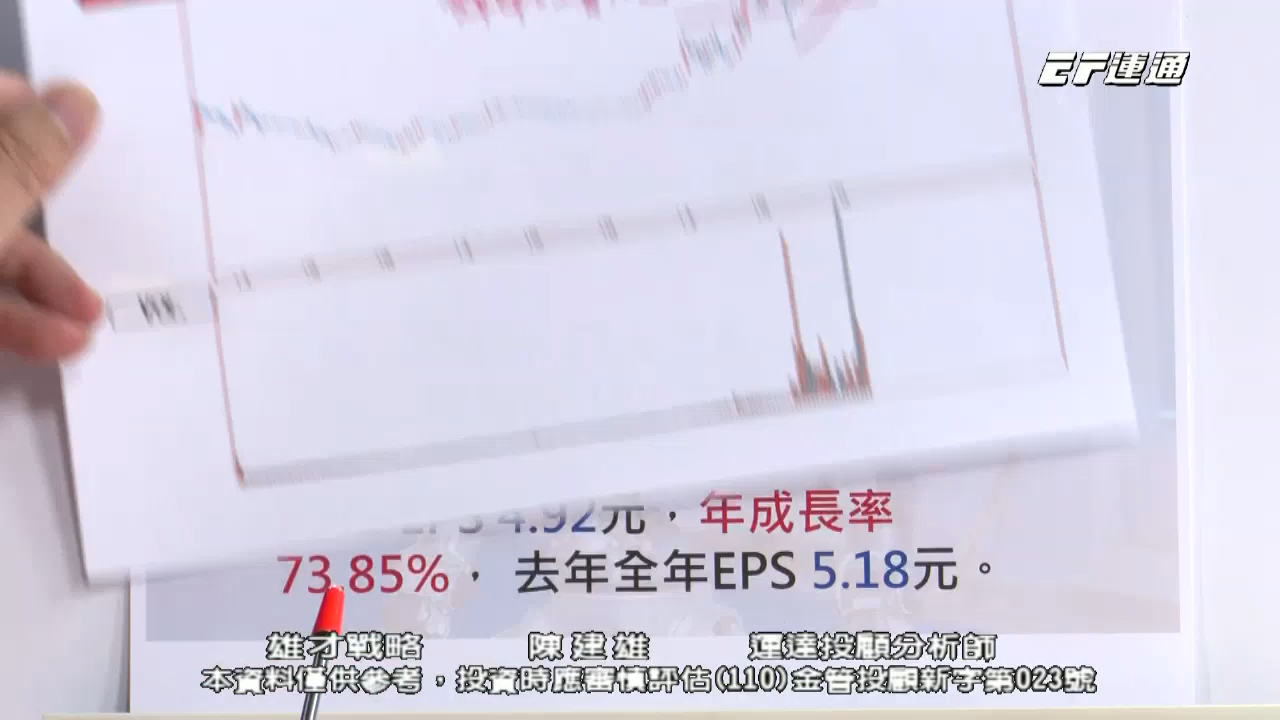 EF運通
EPS 4.92元，年成長率
73.85%，去年全年EPS 5.18元。
雄才戰略 陳建雄 運達投顧分析師
本資料僅供參考，投資時應審慎評估(110)金管投顧新字第023號